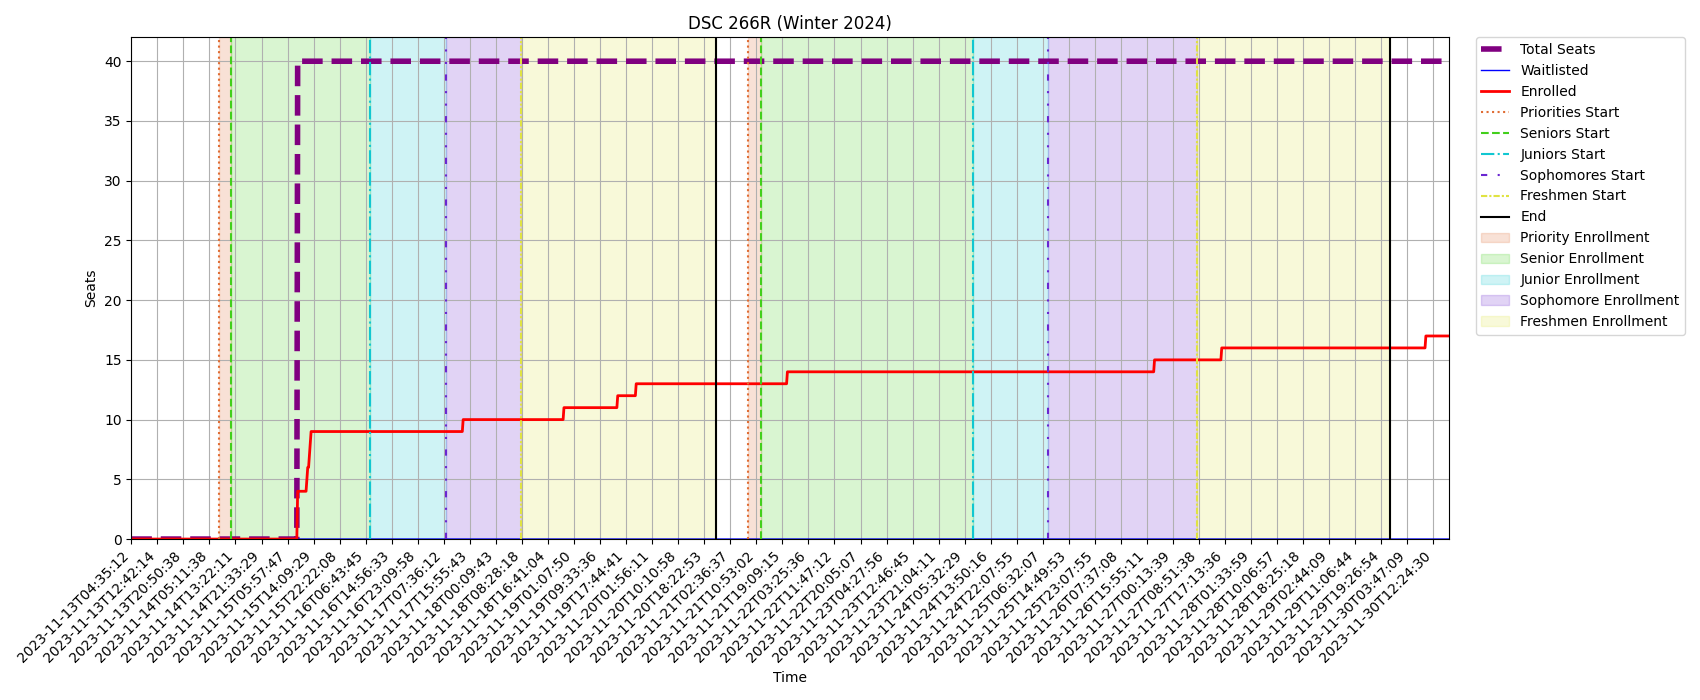 DSC 266R (Winter 2024)
Seats
40
35
30
25
20
15
10
5
0
2023-11-13T04:35:12
2023-11-13T12:42:14
2023-11-13T20:50:38
2023-11-14T05:11:38
2023-11-14T13:22:11
2023-11-14T21:33:29
2023-11-15T05:57:47
2023-11-15T14:09:29
2023-11-15T22:22:08
2023-11-16T06:43:45
2023-11-16T14:56:33
2023-11-16T23:09:58
2023-11-17T07:36:12
2023-11-17T15:55:43
2023-11-18T00:09:43
2023-11-18T08:28:18
2023-11-18T16:41:04
2023-11-19T01:07:50
2023-11-19T09:33:36
2023-11-19T17:44:41
2023-11-20T01:56:11
2023-11-20T10:10:58
2023-11-20T18:22:53
2023-11-21T02:36:37
2023-11-21T10:53:02
2023-11-21T19:09:15
2023-11-22T03:25:36
2023-11-22T11:47:12
2023-11-22T20:05:07
2023-11-23T04:27:56
2023-11-23T12:46:45
2023-11-23T21:04:11
2023-11-24T05:32:29
2023-11-24T13:50:16
2023-11-24T22:07:55
2023-11-25T06:32:07
2023-11-25T14:49:53
2023-11-25T23:07:55
2023-11-26T07:37:08
2023-11-26T15:55:11
2023-11-27T00:13:39
2023-11-27T08:51:38
2023-11-27T17:13:36
2023-11-28T01:33:59
2023-11-28T10:06:57
2023-11-28T18:25:18
2023-11-29T02:44:09
2023-11-29T11:06:44
2023-11-29T19:26:54
2023-11-30T03:47:09
2023-11-30T12:24:30
Time
Total Seats
Waitlisted
Enrolled
Priorities Start
Seniors Start
Juniors Start
Sophomores Start
Freshmen Start
End
Priority Enrollment
Senior Enrollment
Junior Enrollment
Sophomore Enrollment
Freshmen Enrollment